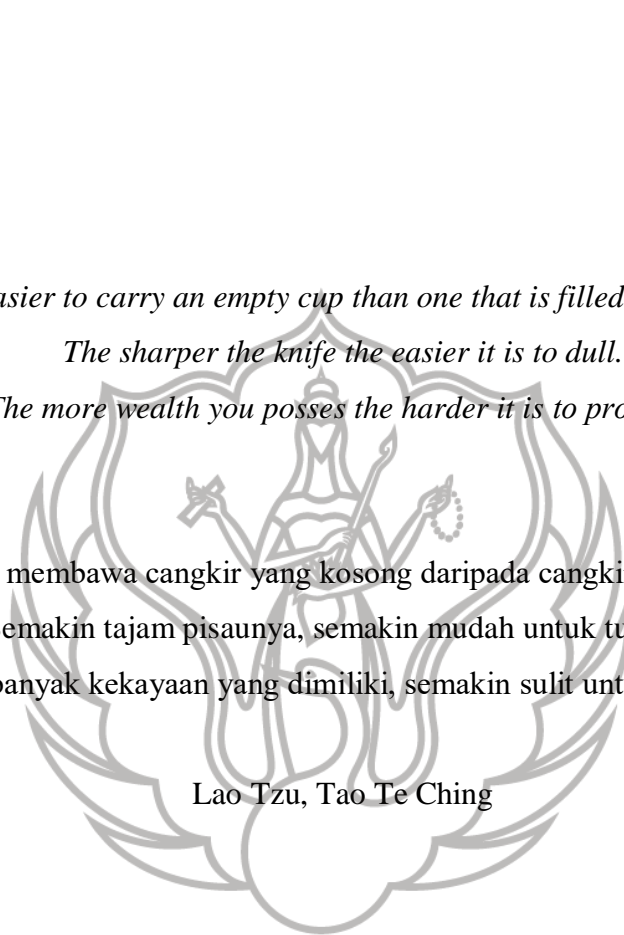 to carry an empty cup than one that is filled
The sharper the knife the easier it is to dull.
The more wealth you posses the harder it is to
membawa cangkir yang kosong daripada
tajam pisaunya, semakin mudah untuk
kekayaan yang dimiliki, semakin sulit
Lao Tzu, Tao Te Ching